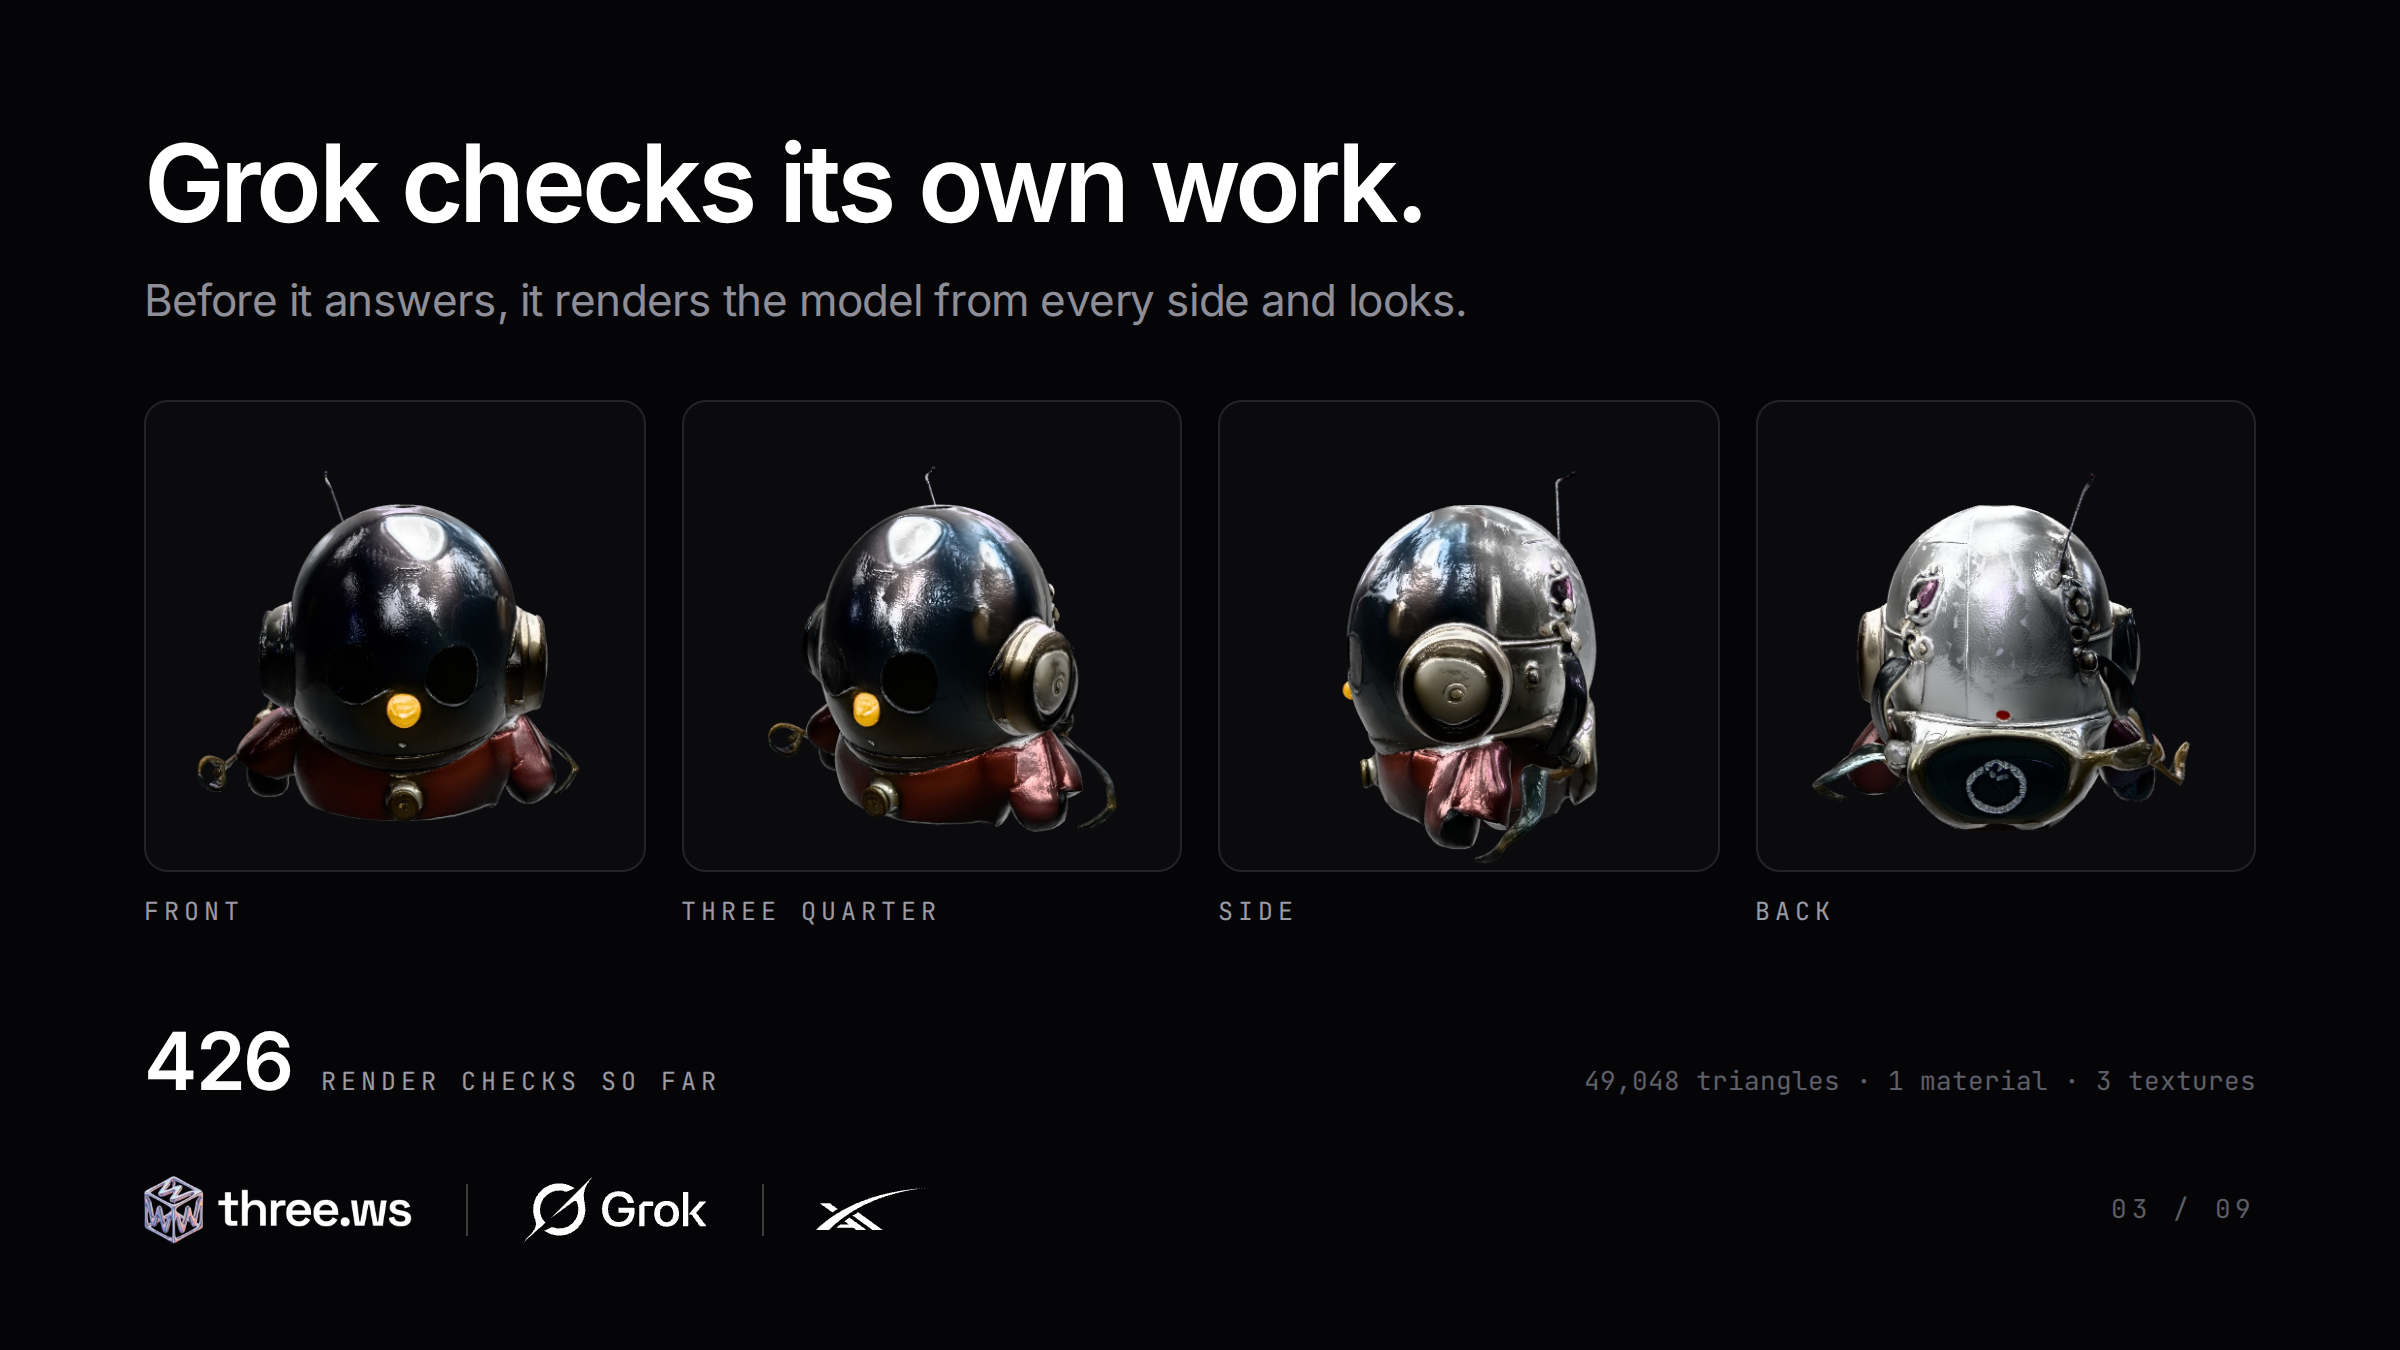 Grok checks its own work.
Before it answers, it renders the model from every side and looks.
FRONT
THREE QUARTER
SIDE
BACK
426 RENDER CHECKS SO FAR
49,048 triangles · 1 material · 3 textures
three.ws
Grok
03 / 09